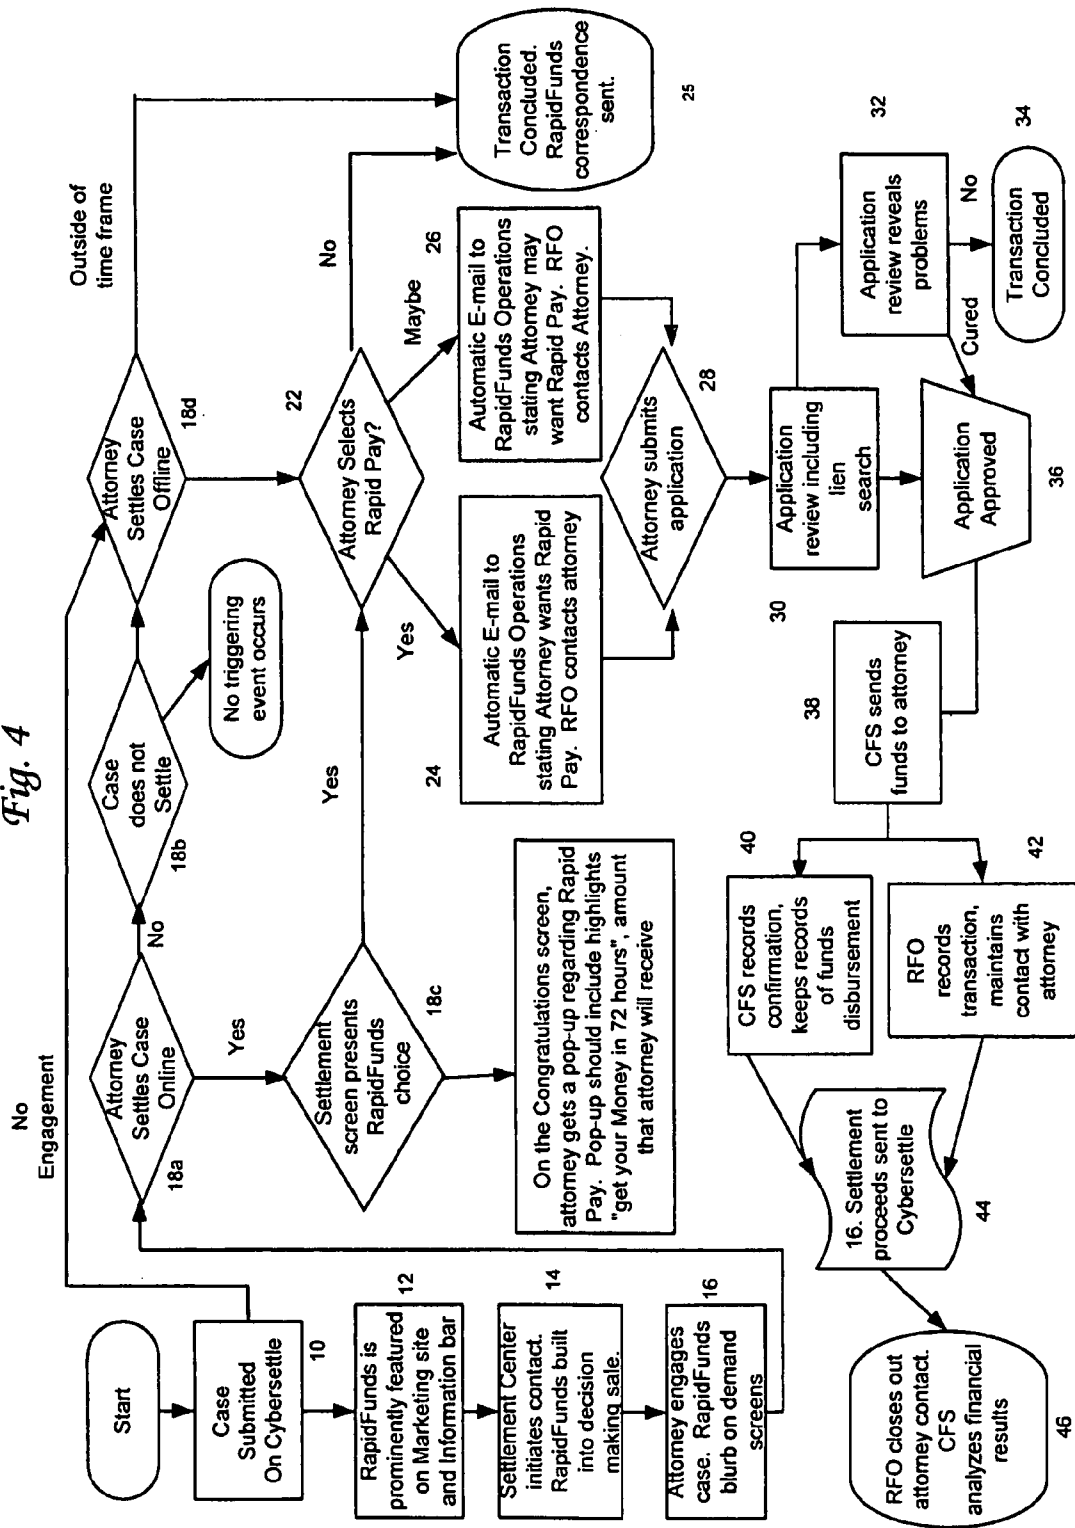 Fig. 4
Start
Case
Submitted
On Cybersettle
10
RapidFunds is
prominently featured
on Marketing site
and Information bar
12
Settlement Center
initiates contact.
RapidFunds built
into decision
making sale.
14
Attorney engages
case. RapidFunds
blurb on demand
screens
16
No
Engagement
Attorney
Settles Case
Online
18a
No
Yes
Case
does not
Settle
18b
No triggering
event occurs
Attorney
Settles Case
Offline
18d
Outside of
time frame
Settlement
screen presents
RapidFunds
choice
18c
Yes
On the Congratulations screen,
attorney gets a pop-up regarding Rapid
Pay. Pop-up should include highlights
"get your Money in 72 hours", amount
that attorney will receive
Attorney Selects
Rapid Pay?
22
No
Maybe
Yes
Transaction
Concluded.
RapidFunds
correspondence
sent.
25
Automatic E-mail to
RapidFunds Operations
stating Attorney wants Rapid
Pay. RFO contacts attorney
24
Automatic E-mail to
RapidFunds Operations
stating Attorney may
want Rapid Pay. RFO
contacts Attorney.
26
Attorney submits
application
28
Application
review including
lien
search
30
Application
review reveals
problems
32
No
Cured
Transaction
Concluded
34
Application
Approved
36
CFS sends
funds to attorney
38
CFS records
confirmation,
keeps records
of funds
disbursement
40
RFO
records
transaction,
maintains
contact with
attorney
42
16. Settlement
proceeds sent to
Cybersettle
44
RFO closes out
attorney contact.
CFS
analyzes financial
results
46